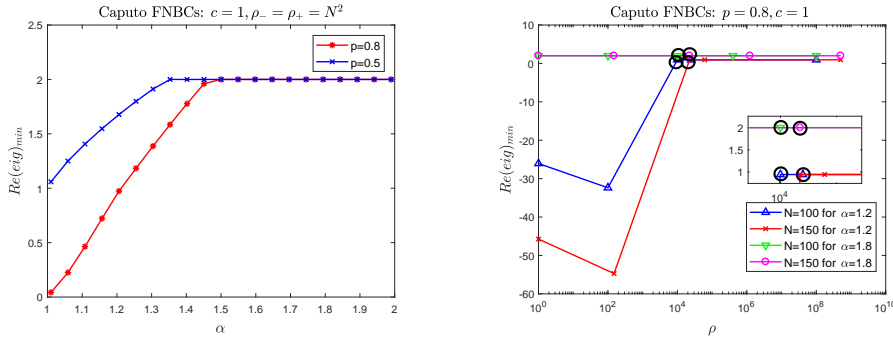 Caputo FNBCs: c = 1, ρ₋ = ρ₊ = N²
2.5
2
1.5
1
0.5
0
Re(eig)min
1 1.1 1.2 1.3 1.4 1.5 1.6 1.7 1.8 1.9 2
α
p=0.8
p=0.5
Caputo FNBCs: p = 0.8, c = 1
10
0
-10
-20
-30
-40
-50
-60
Re(eig)min
10⁰ 10² 10⁴ 10⁶ 10⁸ 10¹⁰
ρ
2
1.5
1
10⁴
N=100 for α=1.2
N=150 for α=1.2
N=100 for α=1.8
N=150 for α=1.8